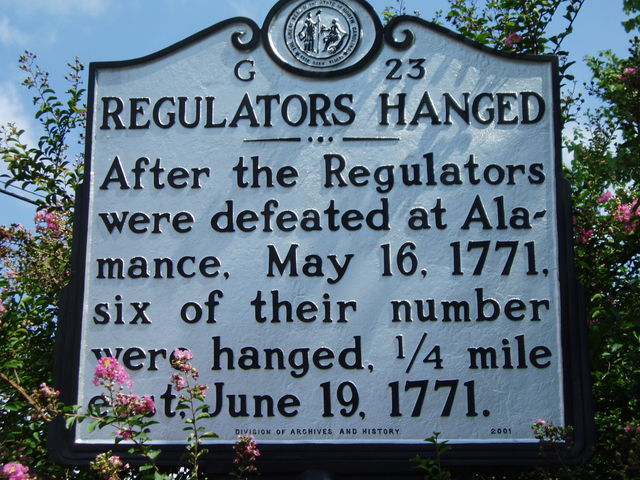 G 23
REGULATORS HANGED
After the Regulators
were defeated at Ala-
mance, May 16, 1771,
six of their number
were hanged, 1/4 mile
east, June 19, 1771.
DIVISION OF ARCHIVES AND HISTORY 2001